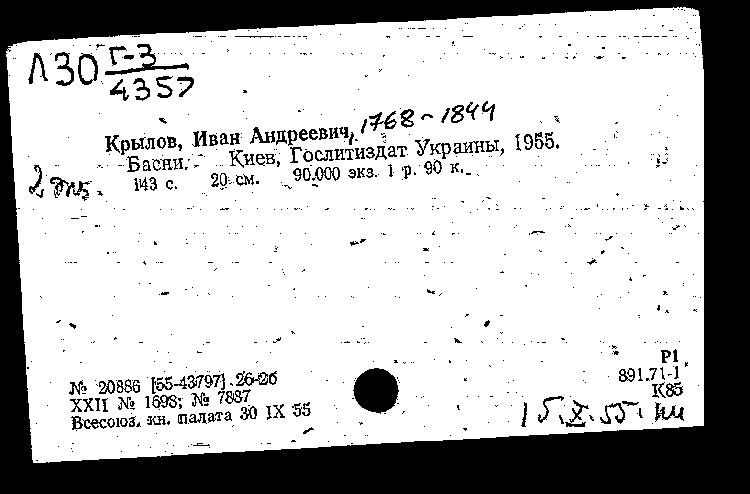 Л30 Г-3
4357
Крылов, Иван Андреевич, 1768-1844
Басни. Киев, Гослитиздат Украины, 1955.
2 экз. 143 с. 20 см. 90.000 экз. 1 р. 90 к.
Р1
№ 20886 [55-43797] 26-26 891.71-1
XXII № 1698; № 7887 К85
Всесоюз. кн. палата 30 IX 55
15.X.55.